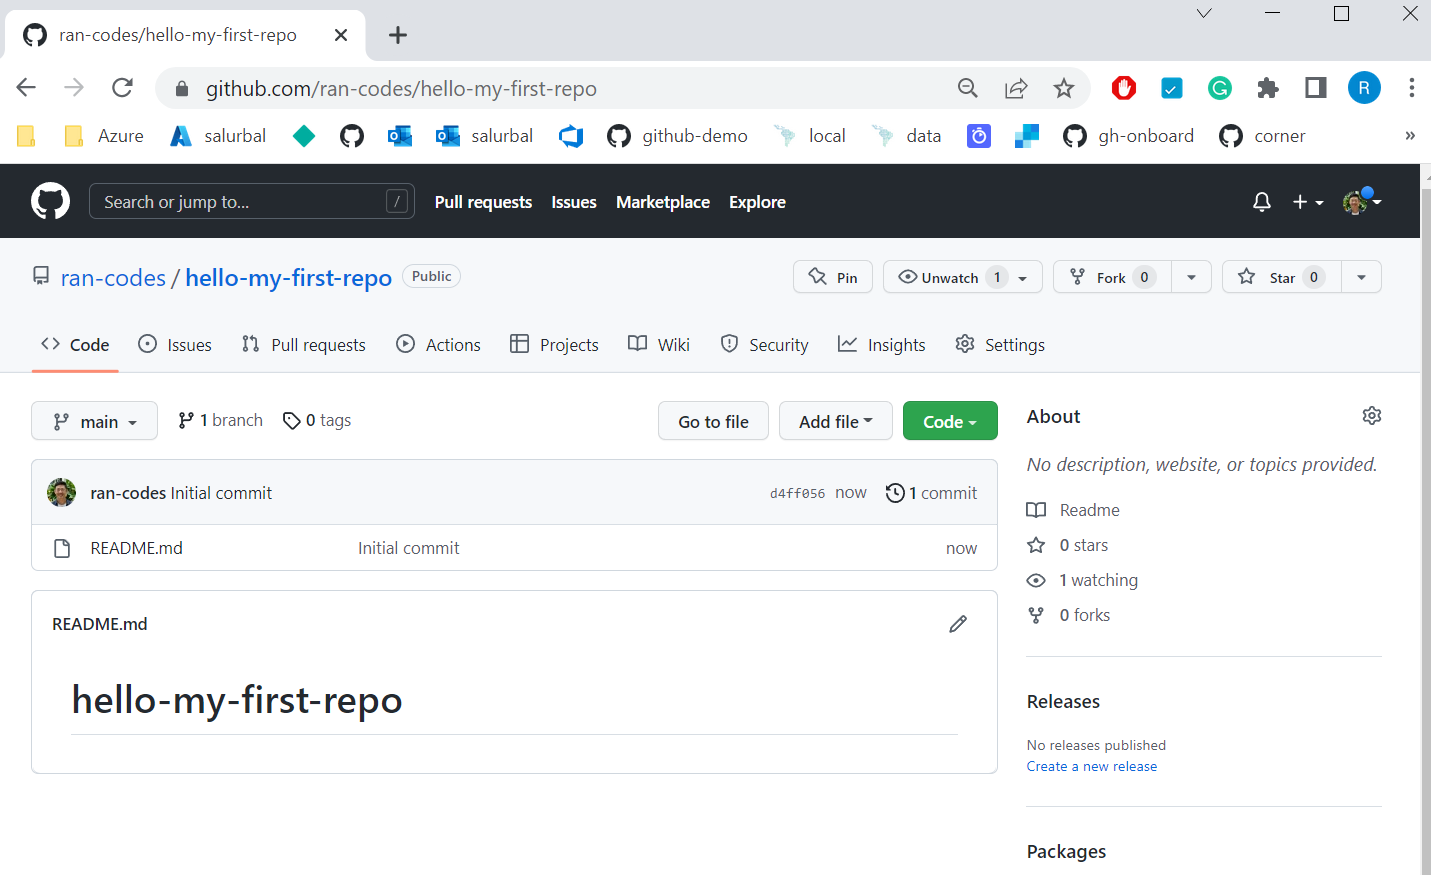 ran-codes/hello-my-first-repo
github.com/ran-codes/hello-my-first-repo
R
Azure salurbal salurbal github-demo local data gh-onboard corner »
Search or jump to... / Pull requests Issues Marketplace Explore
ran-codes / hello-my-first-repo Public Pin Unwatch 1 Fork 0 Star 0
Code Issues Pull requests Actions Projects Wiki Security Insights Settings
main 1 branch 0 tags Go to file Add file Code
ran-codes Initial commit d4ff056 now 1 commit
README.md Initial commit now
README.md
hello-my-first-repo
About
No description, website, or topics provided.
Readme
0 stars
1 watching
0 forks
Releases
No releases published
Create a new release
Packages